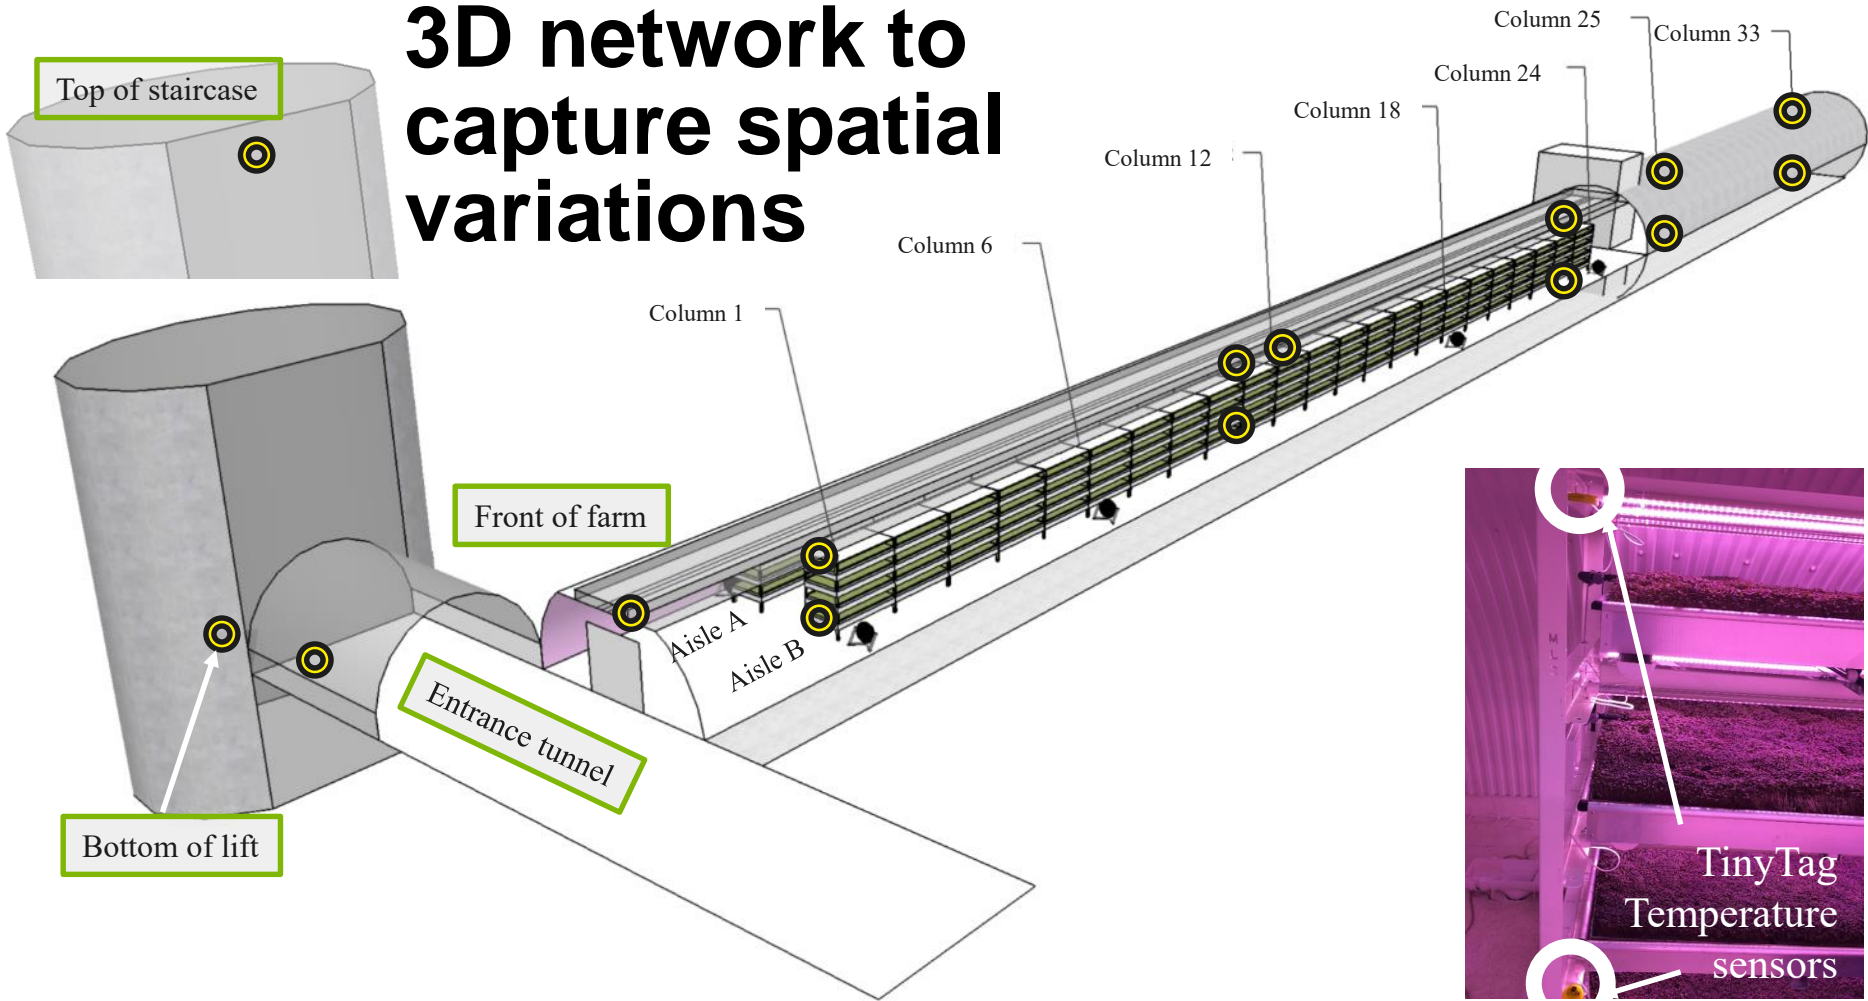 3D network to
capture spatial
variations
Top of staircase
Column 25
Column 33
Column 24
Column 18
Column 12
Column 6
Column 1
Front of farm
Aisle A
Aisle B
Entrance tunnel
Bottom of lift
TinyTag
Temperature
sensors